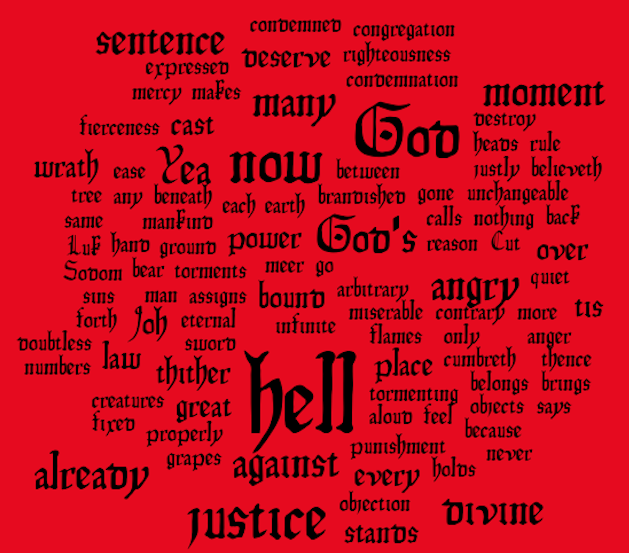 condemned congregation
sentence
deserve righteousness
expressed
condemnation
mercy makes
many
moment
God
destroy
fierceness cast
heads rule
wrath ease Yea now between
justly believeth
tree any beneath
brandished gone unchangeable
each earth
same mankind
calls nothing back
God's
Luk hand ground power
reason Cut over
Sodom bear torments meer go
quiet
angry
sins man assigns bound arbitrary
miserable contrary more tis
forth Joh eternal infinite
flames only anger
doubtless sword
numbers law thither
hell
place cumbreth thence
belongs brings
tormenting
creatures great
aloud feel objects says
fixed properly
because
punishment never
grapes against
already
every holds
objection
justice
divine
stands